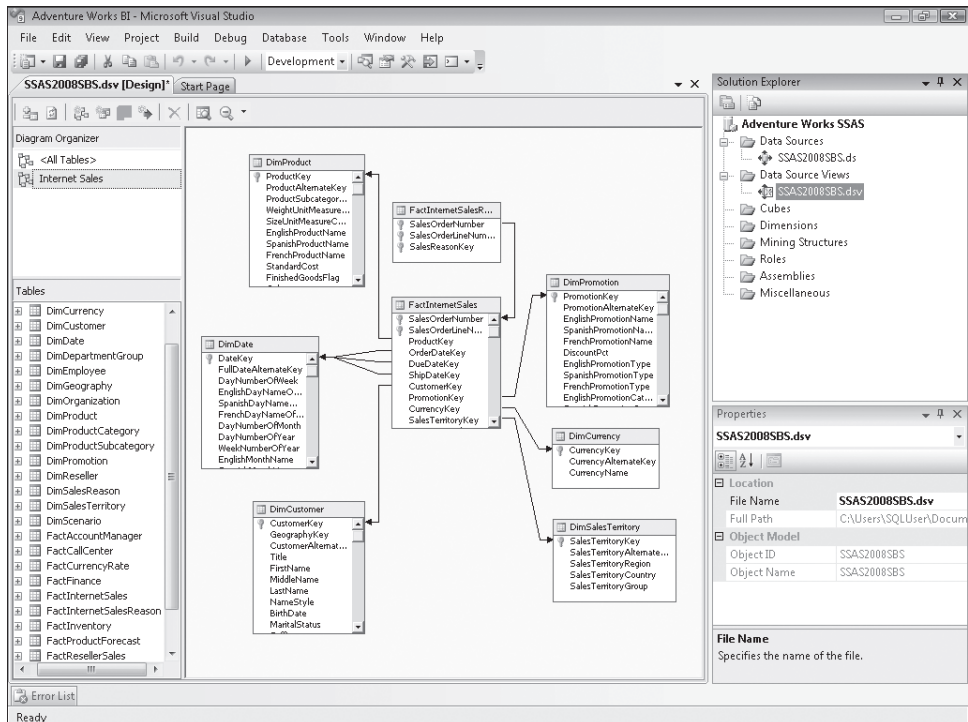 Adventure Works BI - Microsoft Visual Studio
File Edit View Project Build Debug Database Tools Window Help
Development
SSAS2008SBS.dsv [Design]* Start Page
Diagram Organizer
<All Tables>
Internet Sales
Tables
DimCurrency
DimCustomer
DimDate
DimDepartmentGroup
DimEmployee
DimGeography
DimOrganization
DimProduct
DimProductCategory
DimProductSubcategory
DimPromotion
DimReseller
DimSalesReason
DimSalesTerritory
DimScenario
FactAccountManager
FactCallCenter
FactCurrencyRate
FactFinance
FactInternetSales
FactInternetSalesReason
FactInventory
FactProductForecast
FactResellerSales
DimProduct
ProductKey
ProductAlternateKey
ProductSubcategor...
WeightUnitMeasure...
SizeUnitMeasureC...
EnglishProductName
SpanishProductName
FrenchProductName
StandardCost
FinishedGoodsFlag
FactInternetSalesR...
SalesOrderNumber
SalesOrderLineNum...
SalesReasonKey
FactInternetSales
SalesOrderNumber
SalesOrderLineN...
ProductKey
OrderDateKey
DueDateKey
ShipDateKey
CustomerKey
PromotionKey
CurrencyKey
SalesTerritoryKey
DimPromotion
PromotionKey
PromotionAlternateKey
EnglishPromotionName
SpanishPromotionNa...
FrenchPromotionName
DiscountPct
EnglishPromotionType
SpanishPromotionType
FrenchPromotionType
EnglishPromotionCat...
DimDate
DateKey
FullDateAlternateKey
DayNumberOfWeek
EnglishDayNameO...
SpanishDayName...
FrenchDayNameOf...
DayNumberOfMonth
DayNumberOfYear
WeekNumberOfYear
EnglishMonthName
DimCurrency
CurrencyKey
CurrencyAlternateKey
CurrencyName
DimCustomer
CustomerKey
GeographyKey
CustomerAlternat...
Title
FirstName
MiddleName
LastName
NameStyle
BirthDate
MaritalStatus
DimSalesTerritory
SalesTerritoryKey
SalesTerritoryAlternate...
SalesTerritoryRegion
SalesTerritoryCountry
SalesTerritoryGroup
Solution Explorer
Adventure Works SSAS
Data Sources
SSAS2008SBS.ds
Data Source Views
SSAS2008SBS.dsv
Cubes
Dimensions
Mining Structures
Roles
Assemblies
Miscellaneous
Properties
SSAS2008SBS.dsv
Location
File Name SSAS2008SBS.dsv
Full Path C:\Users\SQLUser\Docum
Object Model
Object ID SSAS2008SBS
Object Name SSAS2008SBS
File Name
Specifies the name of the file.
Error List
Ready